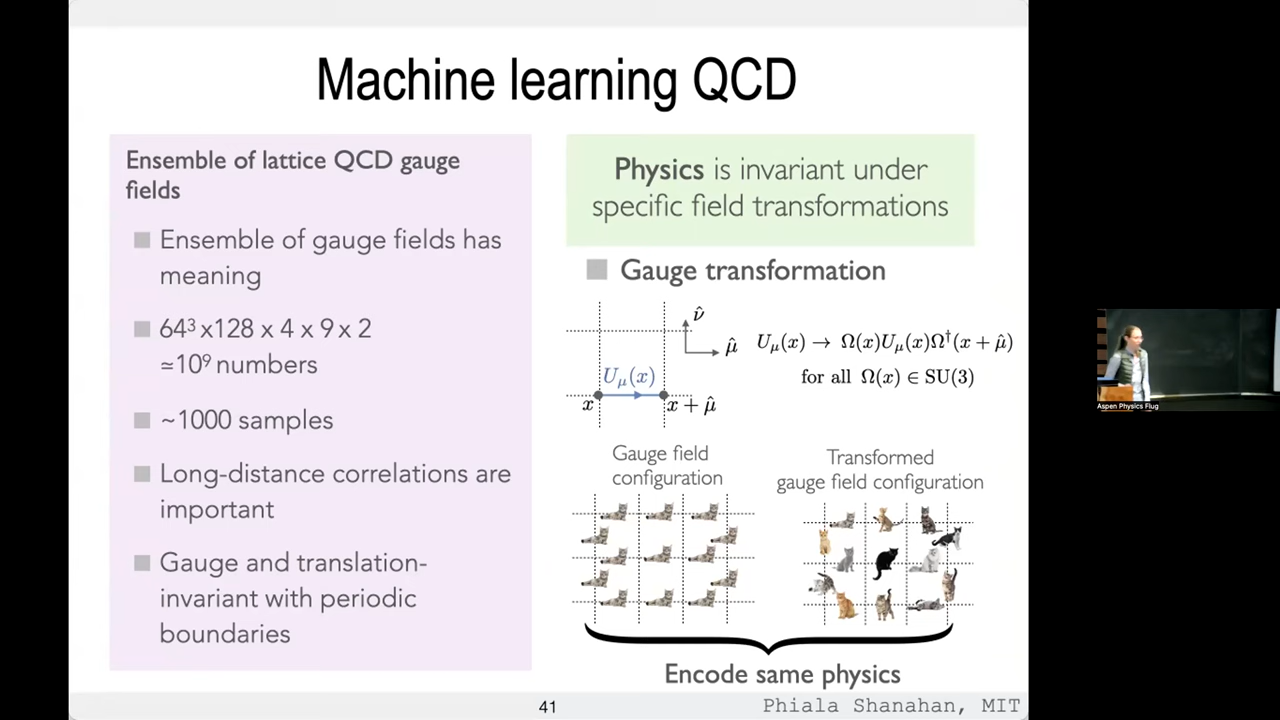 Machine learning QCD
Ensemble of lattice QCD gauge
fields
Ensemble of gauge fields has
meaning
64³ x128 x 4 x 9 x 2
≃10⁹ numbers
~1000 samples
Long-distance correlations are
important
Gauge and translation-
invariant with periodic
boundaries
Physics is invariant under
specific field transformations
Gauge transformation
ν̂
μ̂
U_μ(x) → Ω(x)U_μ(x)Ω†(x + μ̂)
for all Ω(x) ∈ SU(3)
U_μ(x)
x
x + μ̂
Gauge field
configuration
Transformed
gauge field configuration
Encode same physics
41
Phiala Shanahan, MIT
Aspen Physics Flug